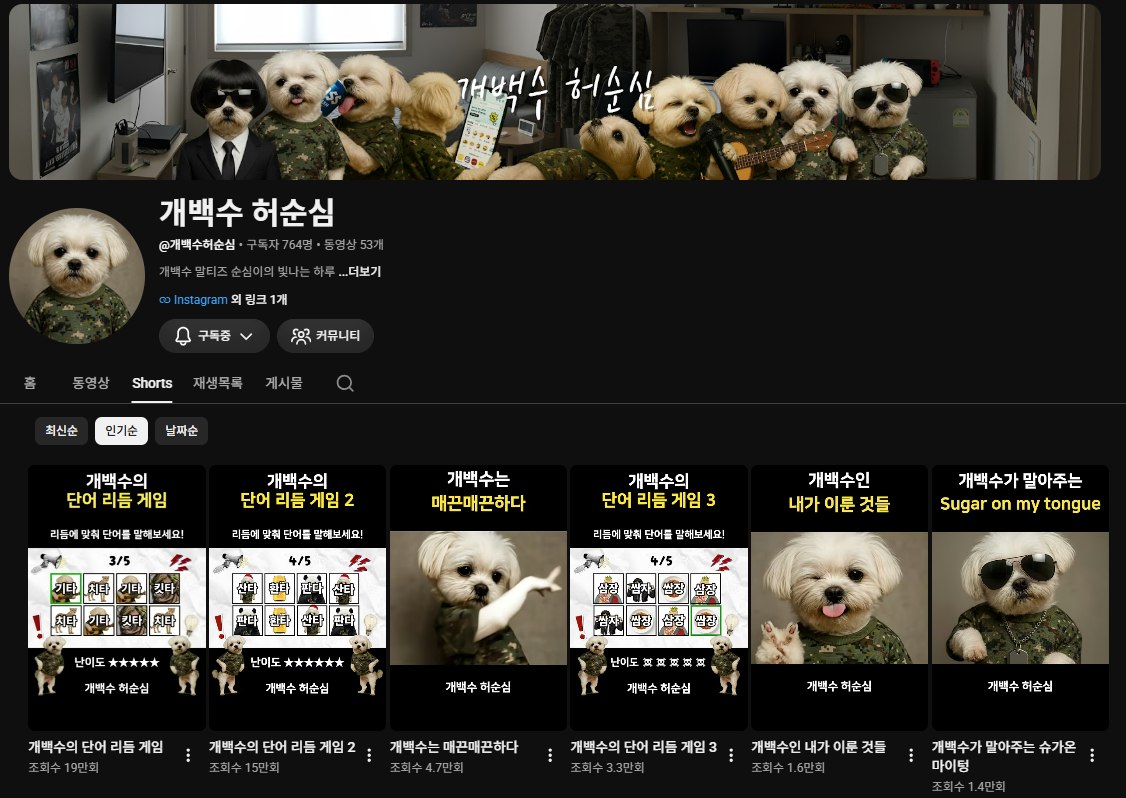 개백수 허순심
개백수 허순심
@개백수허순심 • 구독자 764명 • 동영상 53개
개백수 말티즈 순심이의 빛나는 하루 ...더보기
Instagram 외 링크 1개
구독중
커뮤니티
홈 동영상 Shorts 재생목록 게시물
최신순 인기순 날짜순
개백수의
단어 리듬 게임
리듬에 맞춰 단어를 말해보세요!
3/5
기타 치타 기타 킷타
치타 기타 킷타 치타
난이도 ★★★★★
개백수 허순심
개백수의 단어 리듬 게임
조회수 19만회
개백수의
단어 리듬 게임 2
리듬에 맞춰 단어를 말해보세요!
4/5
산타 환타 판타 산타
판타 환타 산타 판타
난이도 ★★★★★★
개백수 허순심
개백수의 단어 리듬 게임 2
조회수 15만회
개백수는
매끈매끈하다
개백수 허순심
개백수는 매끈매끈하다
조회수 4.7만회
개백수의
단어 리듬 게임 3
리듬에 맞춰 단어를 말해보세요!
4/5
삼장 쌈자 쌈장 삼장
쌈자 쌈장 삼장 쌈장
난이도 ☠ ☠ ☠ ☠ ☠
개백수 허순심
개백수의 단어 리듬 게임 3
조회수 3.3만회
개백수인
내가 이룬 것들
개백수 허순심
개백수인 내가 이룬 것들
조회수 1.6만회
개백수가 말아주는
Sugar on my tongue
개백수 허순심
개백수가 말아주는 슈가온
마이텅
조회수 1.4만회